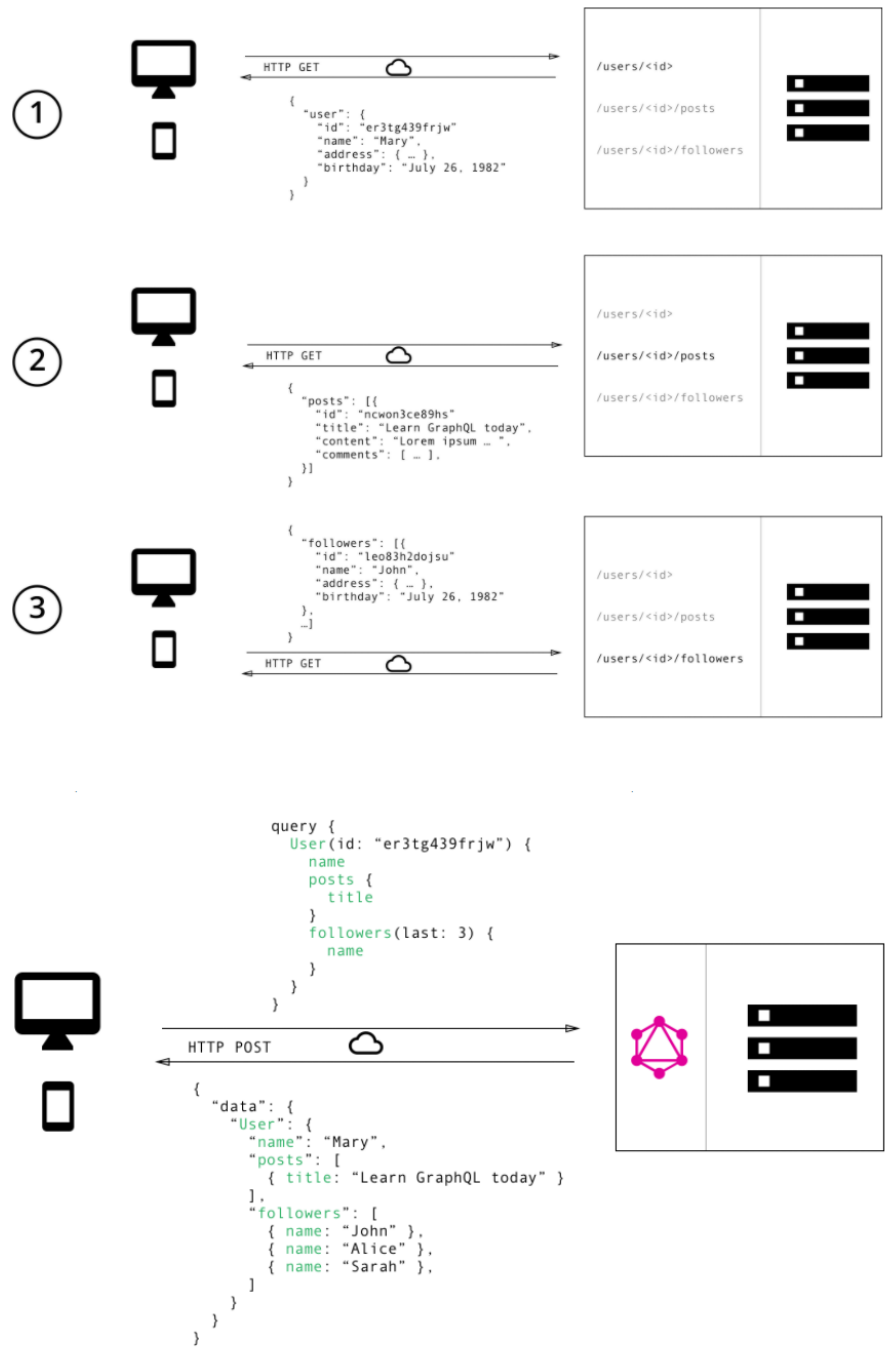 1
HTTP GET
{
"user": {
"id": “er3tg439frjw”
"name": “Mary”,
"address": { … },
"birthday": “July 26, 1982”
}
}
/users/<id>
/users/<id>/posts
/users/<id>/followers
2
HTTP GET
{
"posts": [{
"id": “ncwon3ce89hs”
"title": “Learn GraphQL today”,
"content": “Lorem ipsum … ”,
"comments": [ … ],
}]
}
/users/<id>
/users/<id>/posts
/users/<id>/followers
3
{
“followers": [{
"id": “leo83h2dojsu”
"name": “John”,
"address": { … },
"birthday": “July 26, 1982”
},
…]
}
HTTP GET
/users/<id>
/users/<id>/posts
/users/<id>/followers
query {
User(id: “er3tg439frjw”) {
name
posts {
title
}
followers(last: 3) {
name
}
}
}
HTTP POST
{
“data”: {
“User”: {
“name”: “Mary”,
“posts”: [
{ title: “Learn GraphQL today” }
],
“followers”: [
{ name: “John” },
{ name: “Alice” },
{ name: “Sarah” },
]
}
}
}